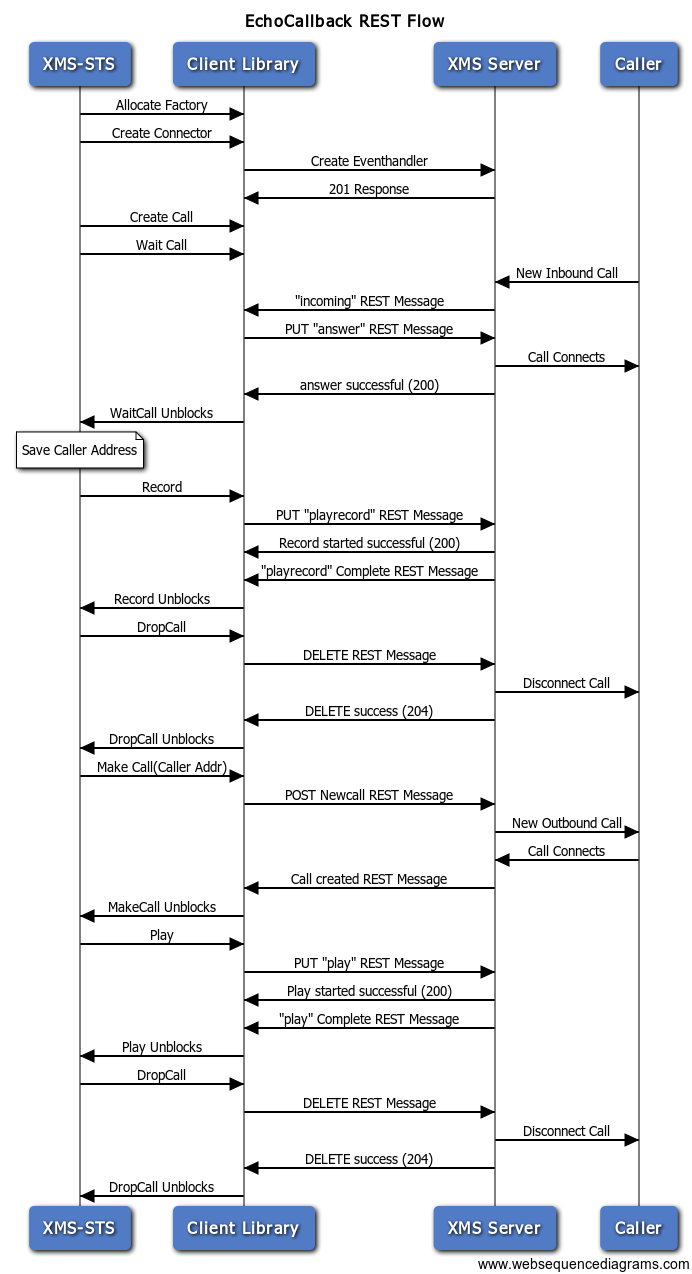 EchoCallback REST Flow
XMS-STS
Client Library
XMS Server
Caller
Allocate Factory
Create Connector
Create Eventhandler
201 Response
Create Call
Wait Call
New Inbound Call
"incoming" REST Message
PUT "answer" REST Message
Call Connects
answer successful (200)
WaitCall Unblocks
Save Caller Address
Record
PUT "playrecord" REST Message
Record started successful (200)
"playrecord" Complete REST Message
Record Unblocks
DropCall
DELETE REST Message
Disconnect Call
DELETE success (204)
DropCall Unblocks
Make Call(Caller Addr)
POST Newcall REST Message
New Outbound Call
Call Connects
Call created REST Message
MakeCall Unblocks
Play
PUT "play" REST Message
Play started successful (200)
"play" Complete REST Message
Play Unblocks
DropCall
DELETE REST Message
Disconnect Call
DELETE success (204)
DropCall Unblocks
XMS-STS
Client Library
XMS Server
Caller
www.websequencediagrams.com